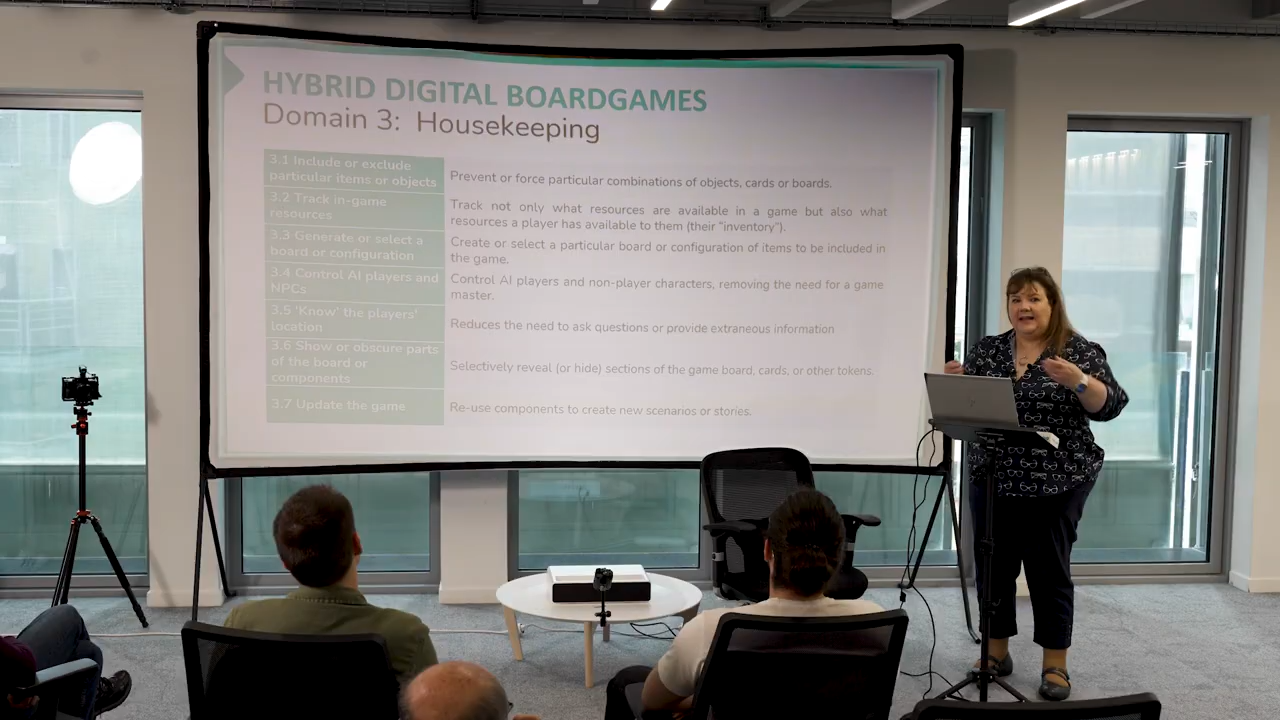 HYBRID DIGITAL BOARDGAMES
Domain 3: Housekeeping
3.1 Include or exclude
particular items or objects
Prevent or force particular combinations of objects, cards or boards.
3.2 Track in-game
resources
Track not only what resources are available in a game but also what
resources a player has available to them (their “inventory”).
3.3 Generate or select a
board or configuration
Create or select a particular board or configuration of items to be included in
the game.
3.4 Control AI players and
NPCs
Control AI players and non-player characters, removing the need for a game
master.
3.5 'Know' the players'
location
Reduces the need to ask questions or provide extraneous information
3.6 Show or obscure parts
of the board or
components
Selectively reveal (or hide) sections of the game board, cards, or other tokens.
3.7 Update the game
Re-use components to create new scenarios or stories.